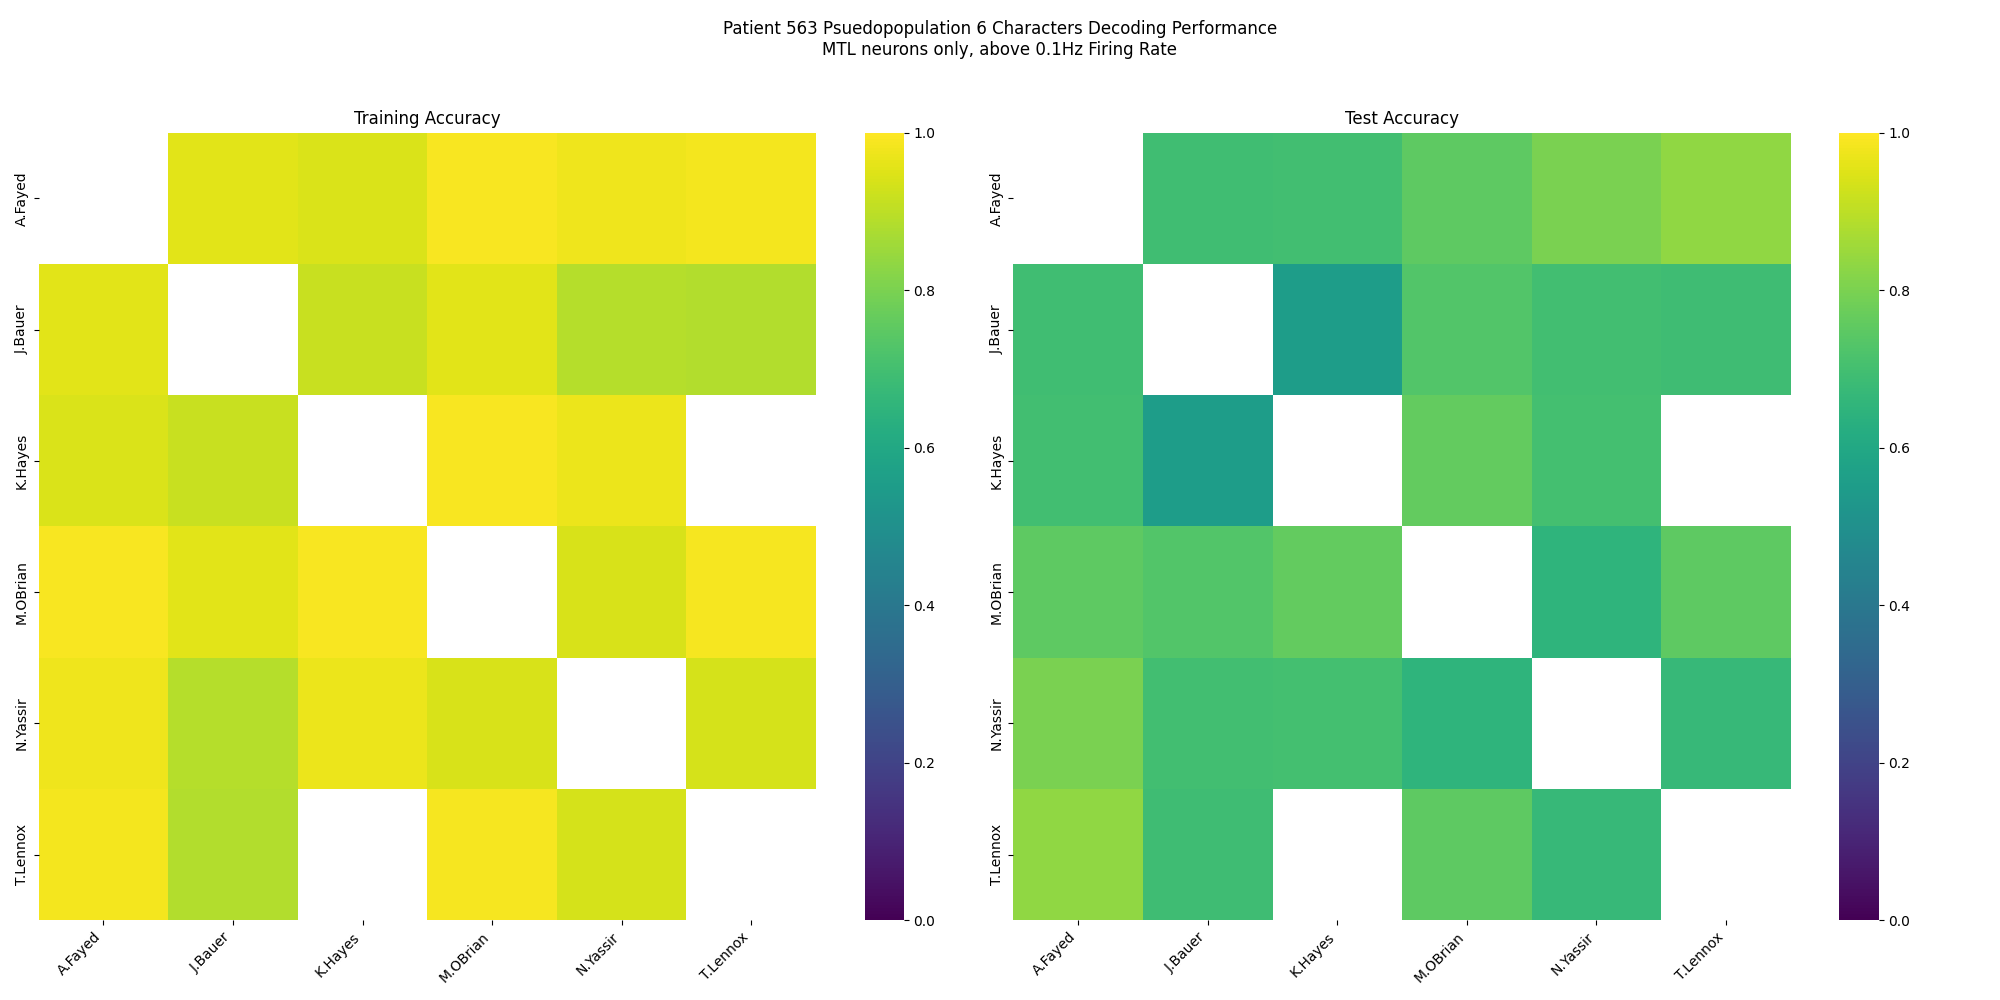 Patient 563 Psuedopopulation 6 Characters Decoding Performance
MTL neurons only, above 0.1Hz Firing Rate
Training Accuracy
A.Fayed
J.Bauer
K.Hayes
M.OBrian
N.Yassir
T.Lennox
A.Fayed
J.Bauer
K.Hayes
M.OBrian
N.Yassir
T.Lennox
1.0
0.8
0.6
0.4
0.2
0.0
Test Accuracy
A.Fayed
J.Bauer
K.Hayes
M.OBrian
N.Yassir
T.Lennox
A.Fayed
J.Bauer
K.Hayes
M.OBrian
N.Yassir
T.Lennox
1.0
0.8
0.6
0.4
0.2
0.0